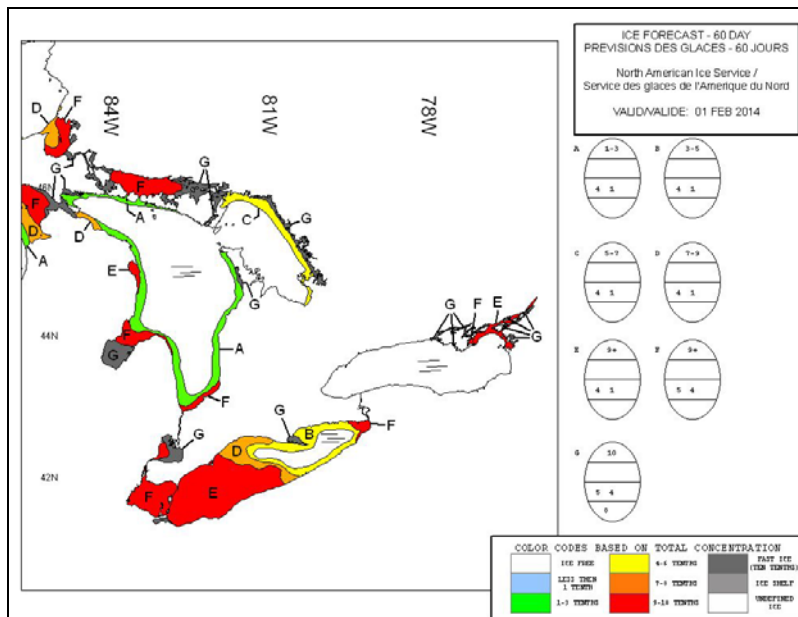 ICE FORECAST - 60 DAY
PREVISIONS DES GLACES - 60 JOURS
North American Ice Service /
Service des glaces de l'Amerique du Nord
VALID/VALIDE: 01 FEB 2014
84W
81W
78W
D
F
G
46N
F
G
F
D
D
A
C
G
A
E
G
G
F
E
G
44N
F
G
A
F
G
G
B
F
D
42N
F
E
A
1-3
4 1
B
3-5
4 1
C
5-7
4 1
D
7-9
4 1
E
9+
4 1
F
9+
5 4
G
10
5 4
8
COLOR CODES BASED ON TOTAL CONCENTRATION
ICE FREE
4-6 TENTHS
FAST ICE
(TEN TENTHS)
LESS THEN
1 TENTH
7-8 TENTHS
ICE SHELF
1-3 TENTHS
9-10 TENTHS
UNDEFINED
ICE